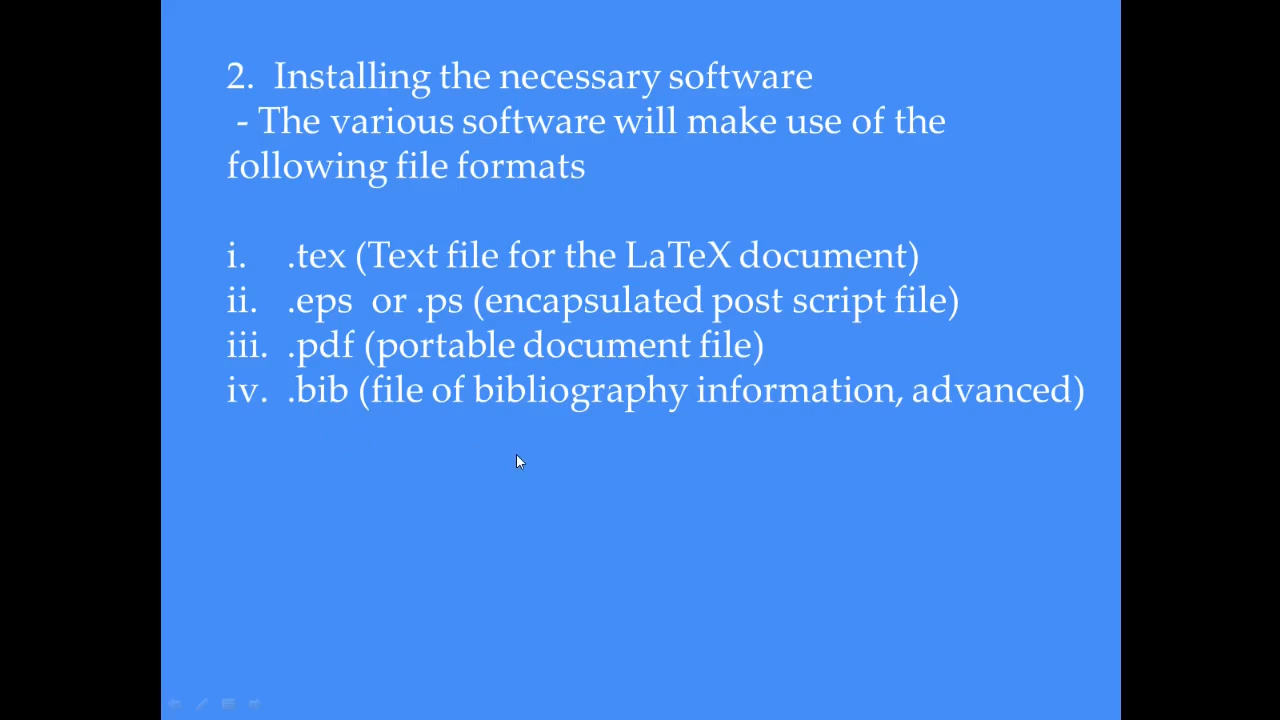 2. Installing the necessary software
- The various software will make use of the
following file formats
i. .tex (Text file for the LaTeX document)
ii. .eps or .ps (encapsulated post script file)
iii. .pdf (portable document file)
iv. .bib (file of bibliography information, advanced)